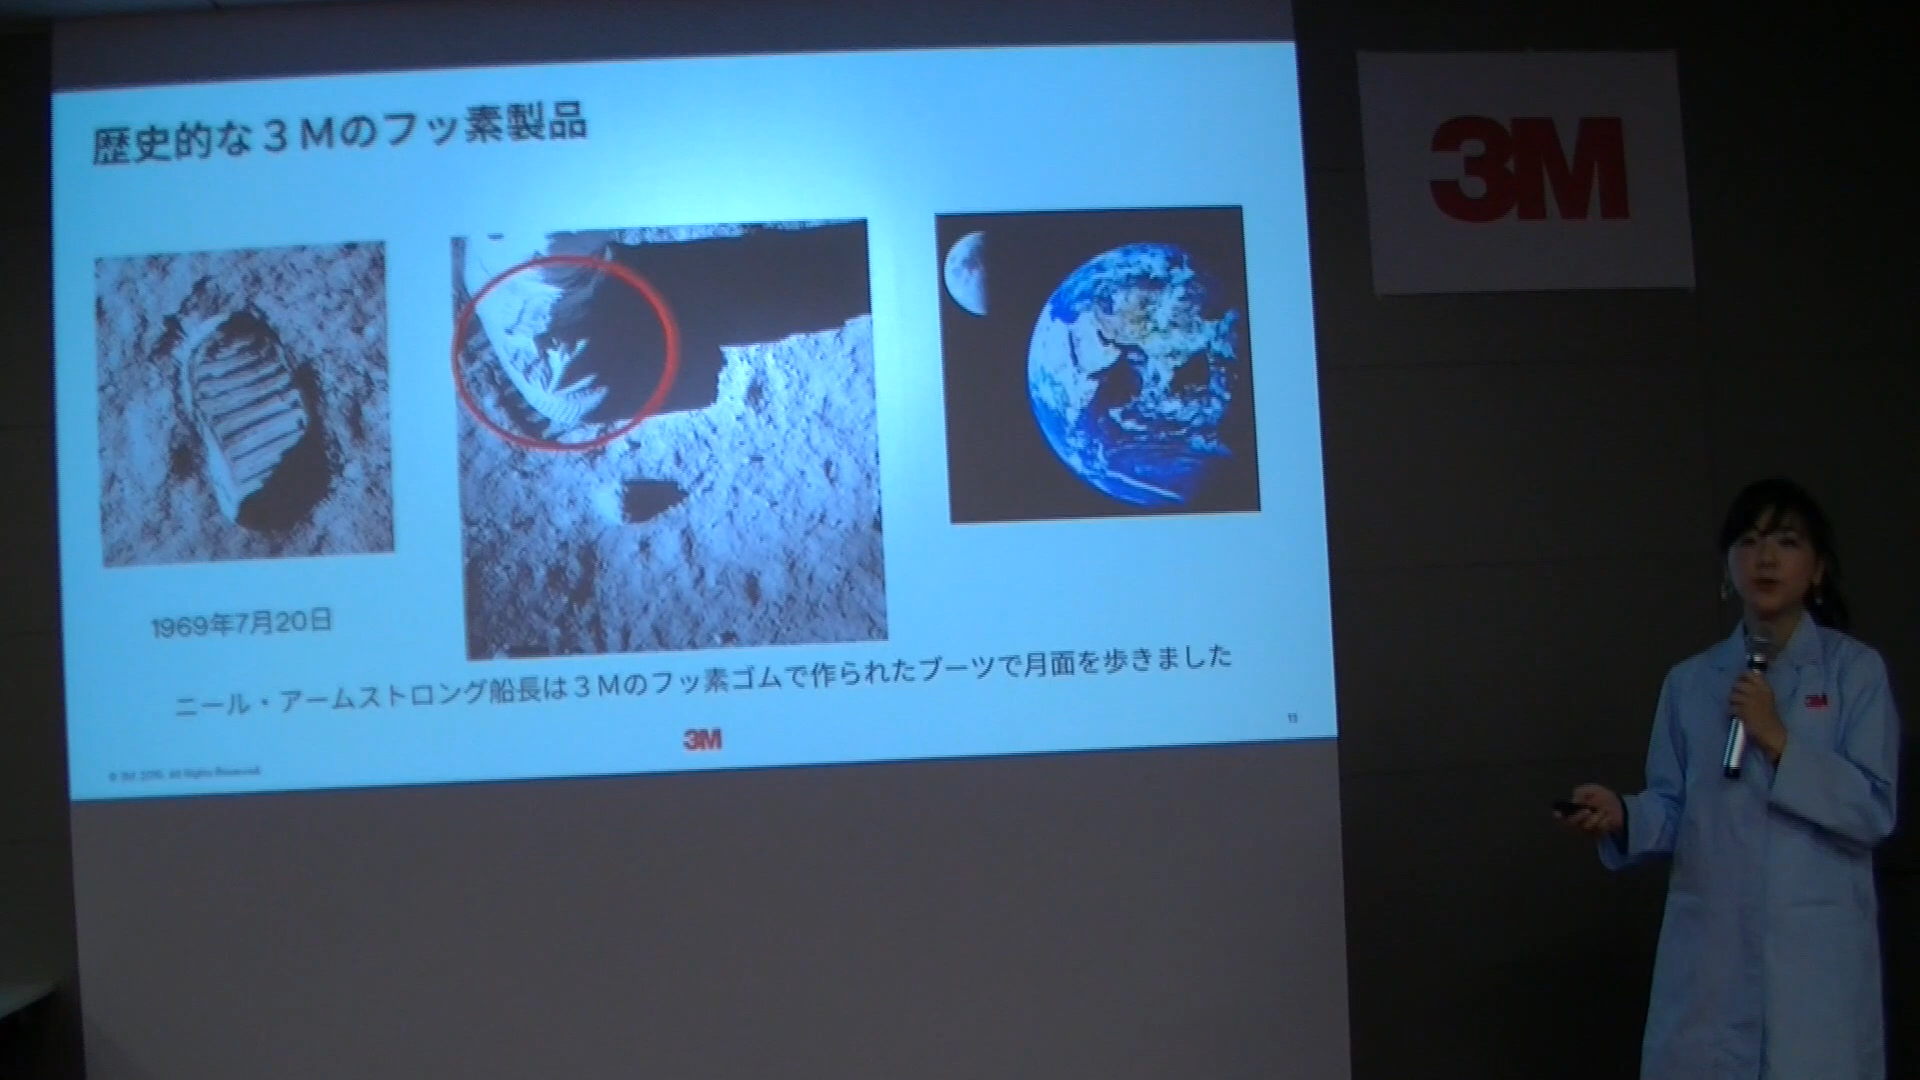 歴史的な３Ｍのフッ素製品
3M
1969年7月20日
ニール・アームストロング船長は３Ｍのフッ素ゴムで作られたブーツで月面を歩きました
3M
3M